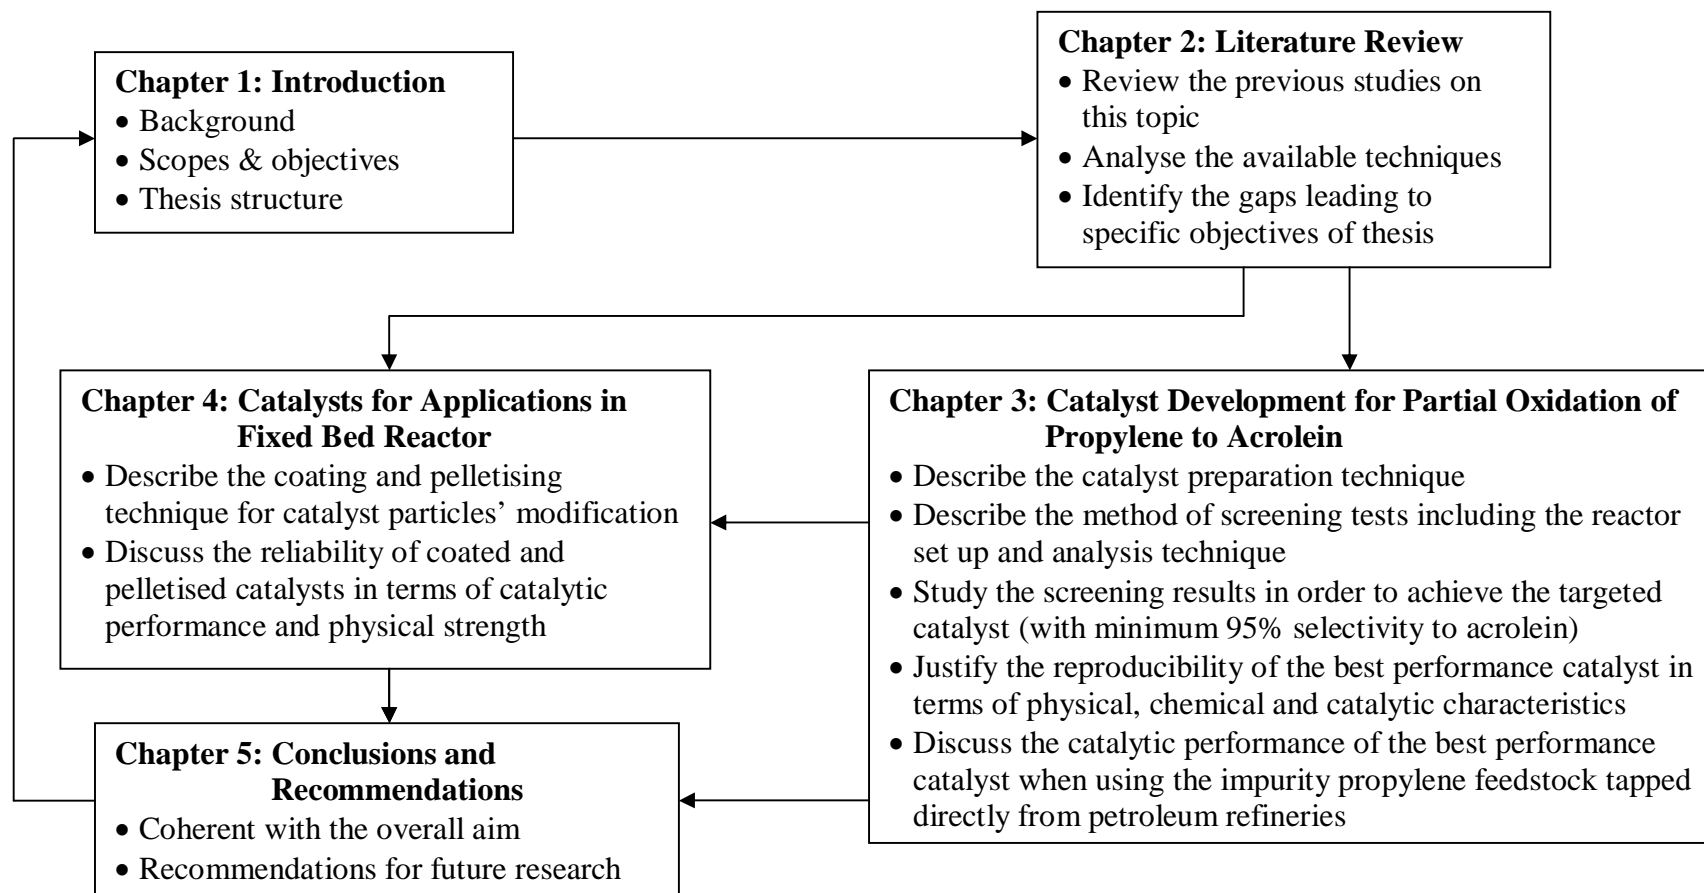 Chapter 1: Introduction
• Background
• Scopes & objectives
• Thesis structure
Chapter 2: Literature Review
• Review the previous studies on
this topic
• Analyse the available techniques
• Identify the gaps leading to
specific objectives of thesis
Chapter 4: Catalysts for Applications in
Fixed Bed Reactor
• Describe the coating and pelletising
technique for catalyst particles’ modification
• Discuss the reliability of coated and
pelletised catalysts in terms of catalytic
performance and physical strength
Chapter 3: Catalyst Development for Partial Oxidation of
Propylene to Acrolein
• Describe the catalyst preparation technique
• Describe the method of screening tests including the reactor
set up and analysis technique
• Study the screening results in order to achieve the targeted
catalyst (with minimum 95% selectivity to acrolein)
• Justify the reproducibility of the best performance catalyst in
terms of physical, chemical and catalytic characteristics
• Discuss the catalytic performance of the best performance
catalyst when using the impurity propylene feedstock tapped
directly from petroleum refineries
Chapter 5: Conclusions and
Recommendations
• Coherent with the overall aim
• Recommendations for future research